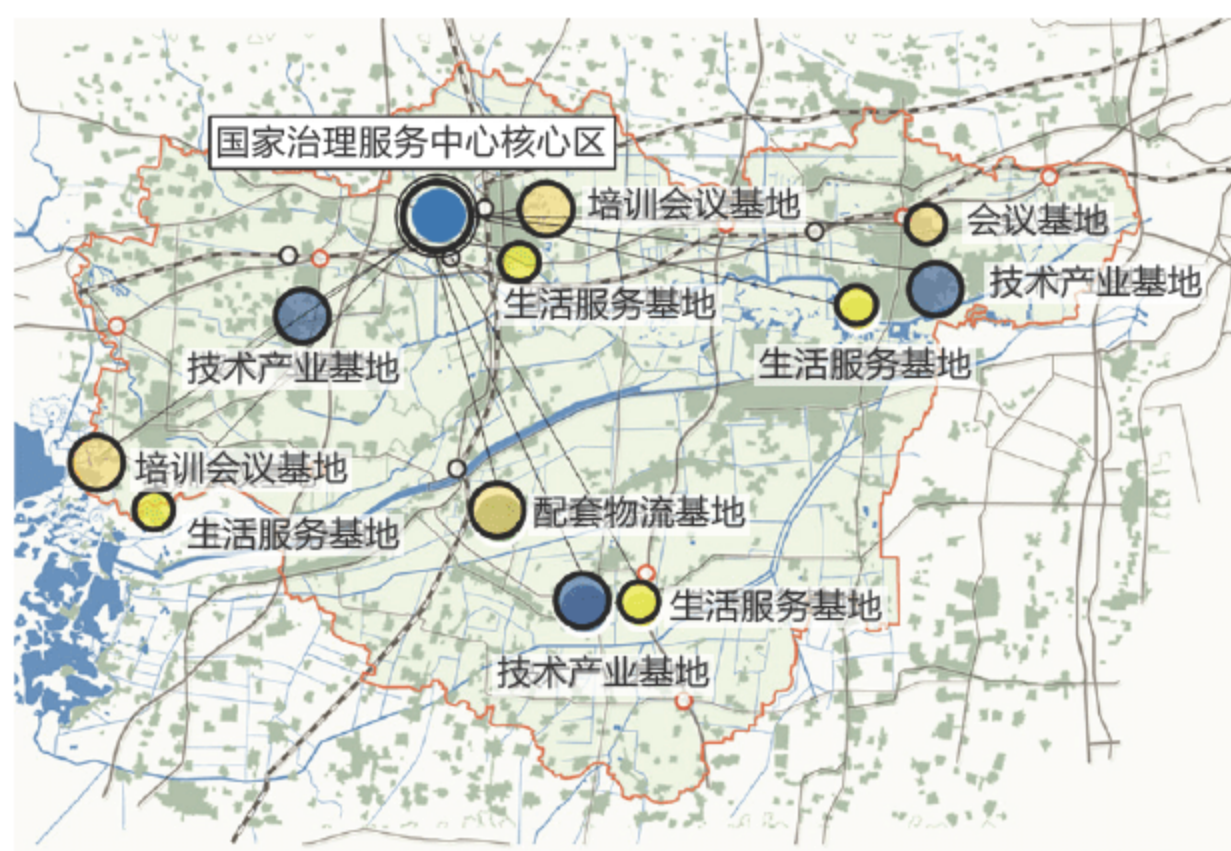 国家治理服务中心核心区
培训会议基地
会议基地
技术产业基地
生活服务基地
生活服务基地
技术产业基地
培训会议基地
生活服务基地
配套物流基地
生活服务基地
技术产业基地